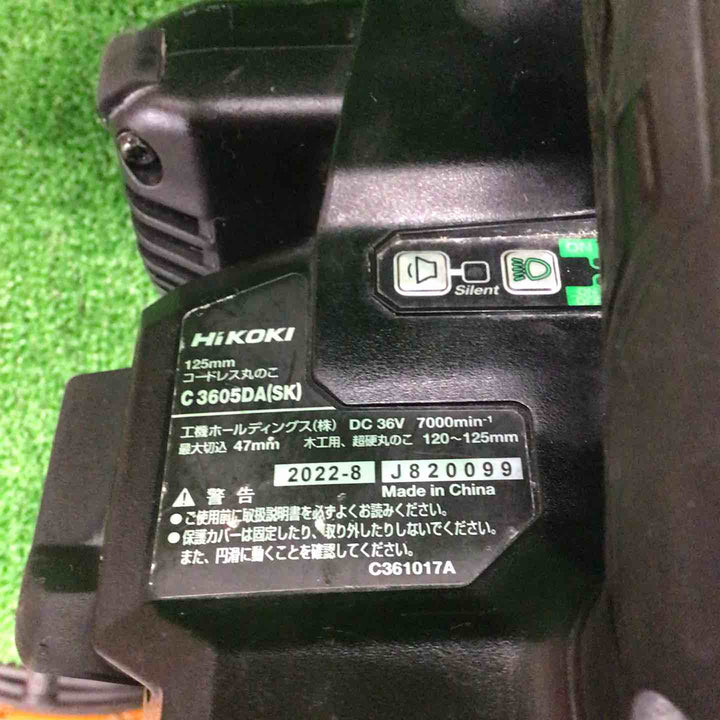 ON
Silent
HiKOKI
125mm
コードレス丸のこ
C 3605DA(SK)
工機ホールディングス(株) DC 36V 7000min⁻¹
最大切込 47mm 木工用、超硬丸のこ 120～125mm
2022-8 J820099
警告 Made in China
●ご使用前に取扱説明書を必ずよくお読みください。
●保護カバーは固定したり、取り外したりしないでください。
また、円滑に動くことを確認してください。
C361017A